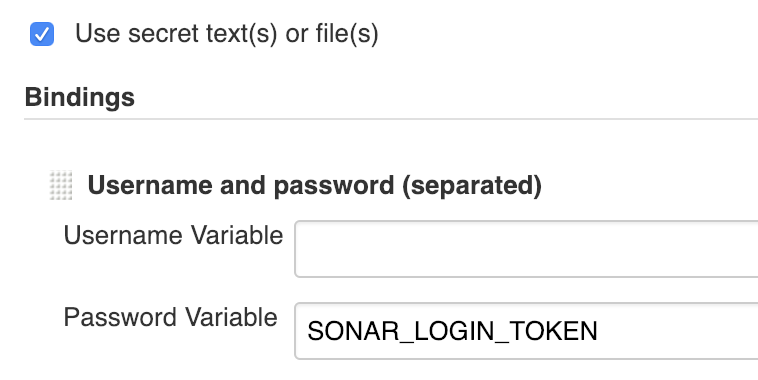 Use secret text(s) or file(s)
Bindings
Username and password (separated)
Username Variable
Password Variable SONAR_LOGIN_TOKEN